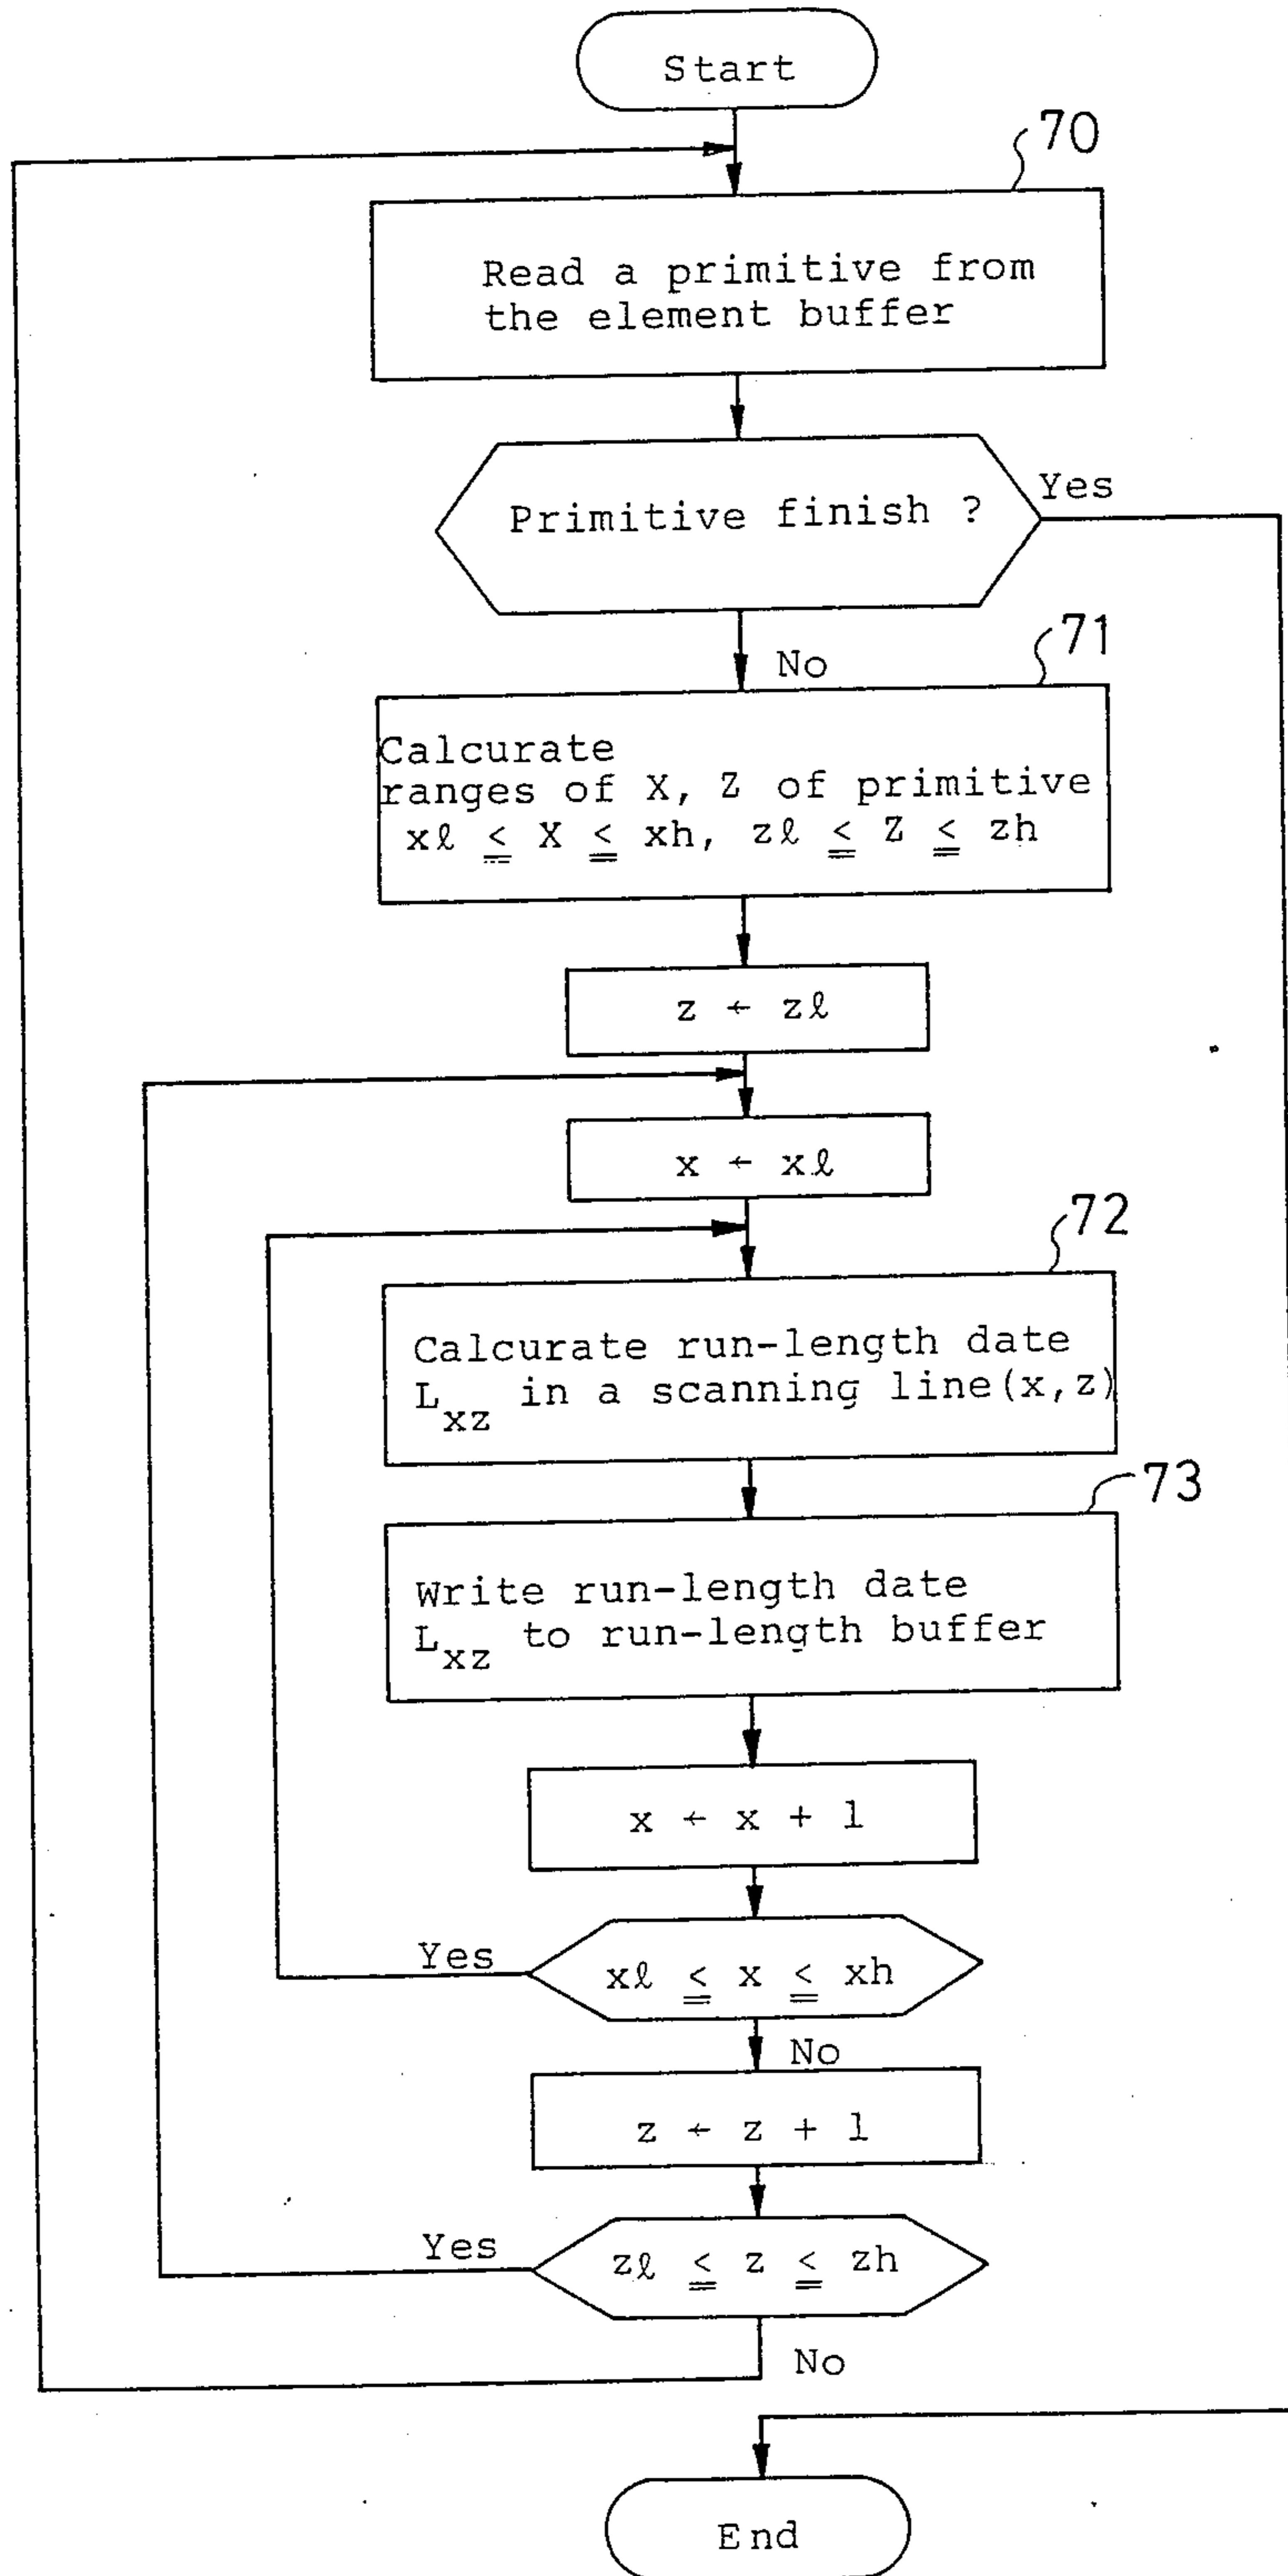 Start
70
Read a primitive from
the element buffer
Primitive finish ?
Yes
No
71
Calcurate
ranges of X, Z of primitive
xℓ ≦ X ≦ xh, zℓ ≦ Z ≦ zh
z ← zℓ
x ← xℓ
72
Calcurate run-length date
Lxz in a scanning line(x,z)
73
Write run-length date
Lxz to run-length buffer
x ← x + 1
Yes
xℓ ≦ x ≦ xh
No
z ← z + 1
Yes
zℓ ≦ z ≦ zh
No
End